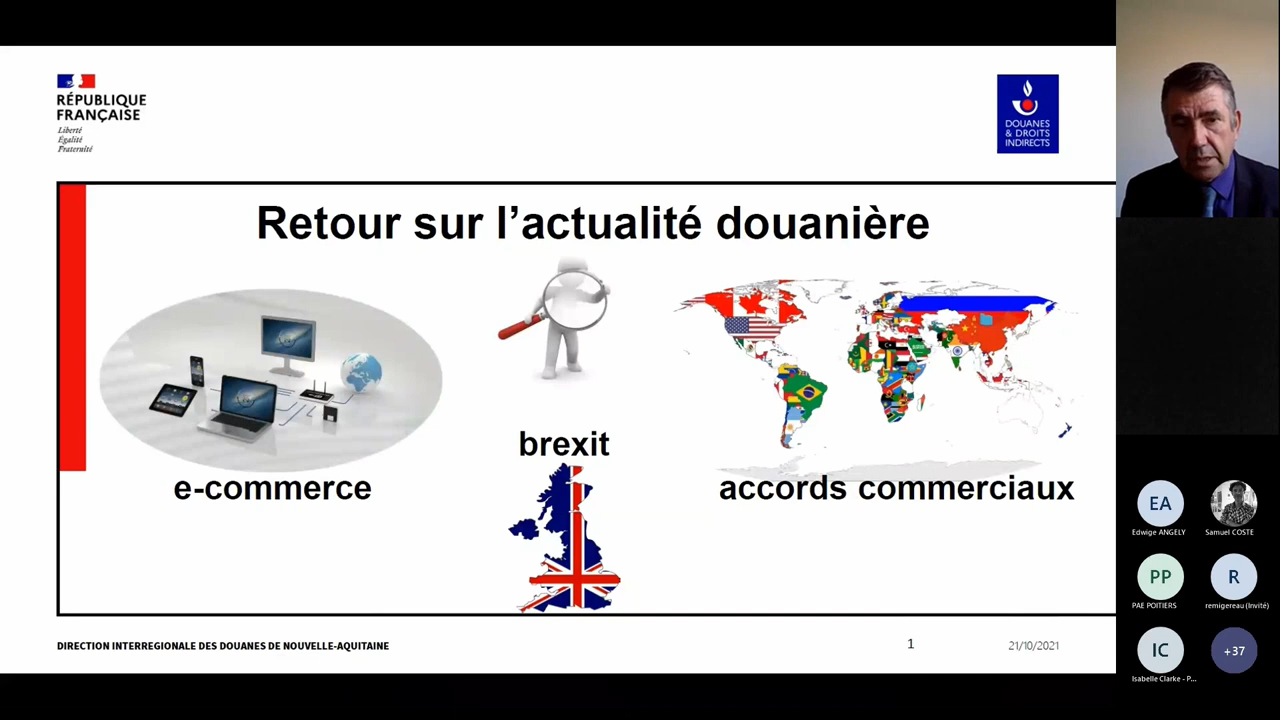 RÉPUBLIQUE
FRANÇAISE
Liberté
Égalité
Fraternité
DOUANES
& DROITS
INDIRECTS
Retour sur l’actualité douanière
brexit
e-commerce
accords commerciaux
DIRECTION INTERREGIONALE DES DOUANES DE NOUVELLE-AQUITAINE
1
21/10/2021
EA
Edwige ANGELY
Samuel COSTE
PP
R
PAE POITIERS
remigereau (Invité)
IC
+37
Isabelle Clarke - P...